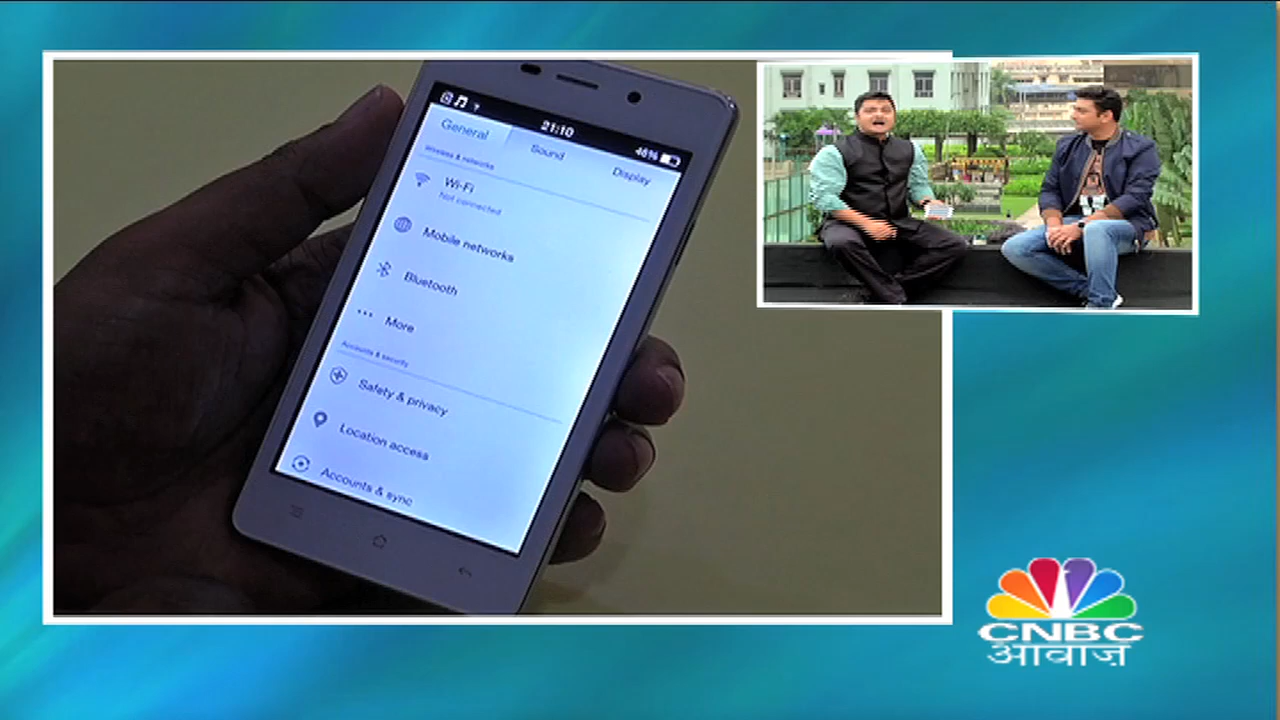 21:10
46%
General
Sound
Display
Wireless & networks
Wi-Fi
Not connected
Mobile networks
Bluetooth
More
Accounts & security
Safety & privacy
Location access
Accounts & sync
CNBC
आवाज़